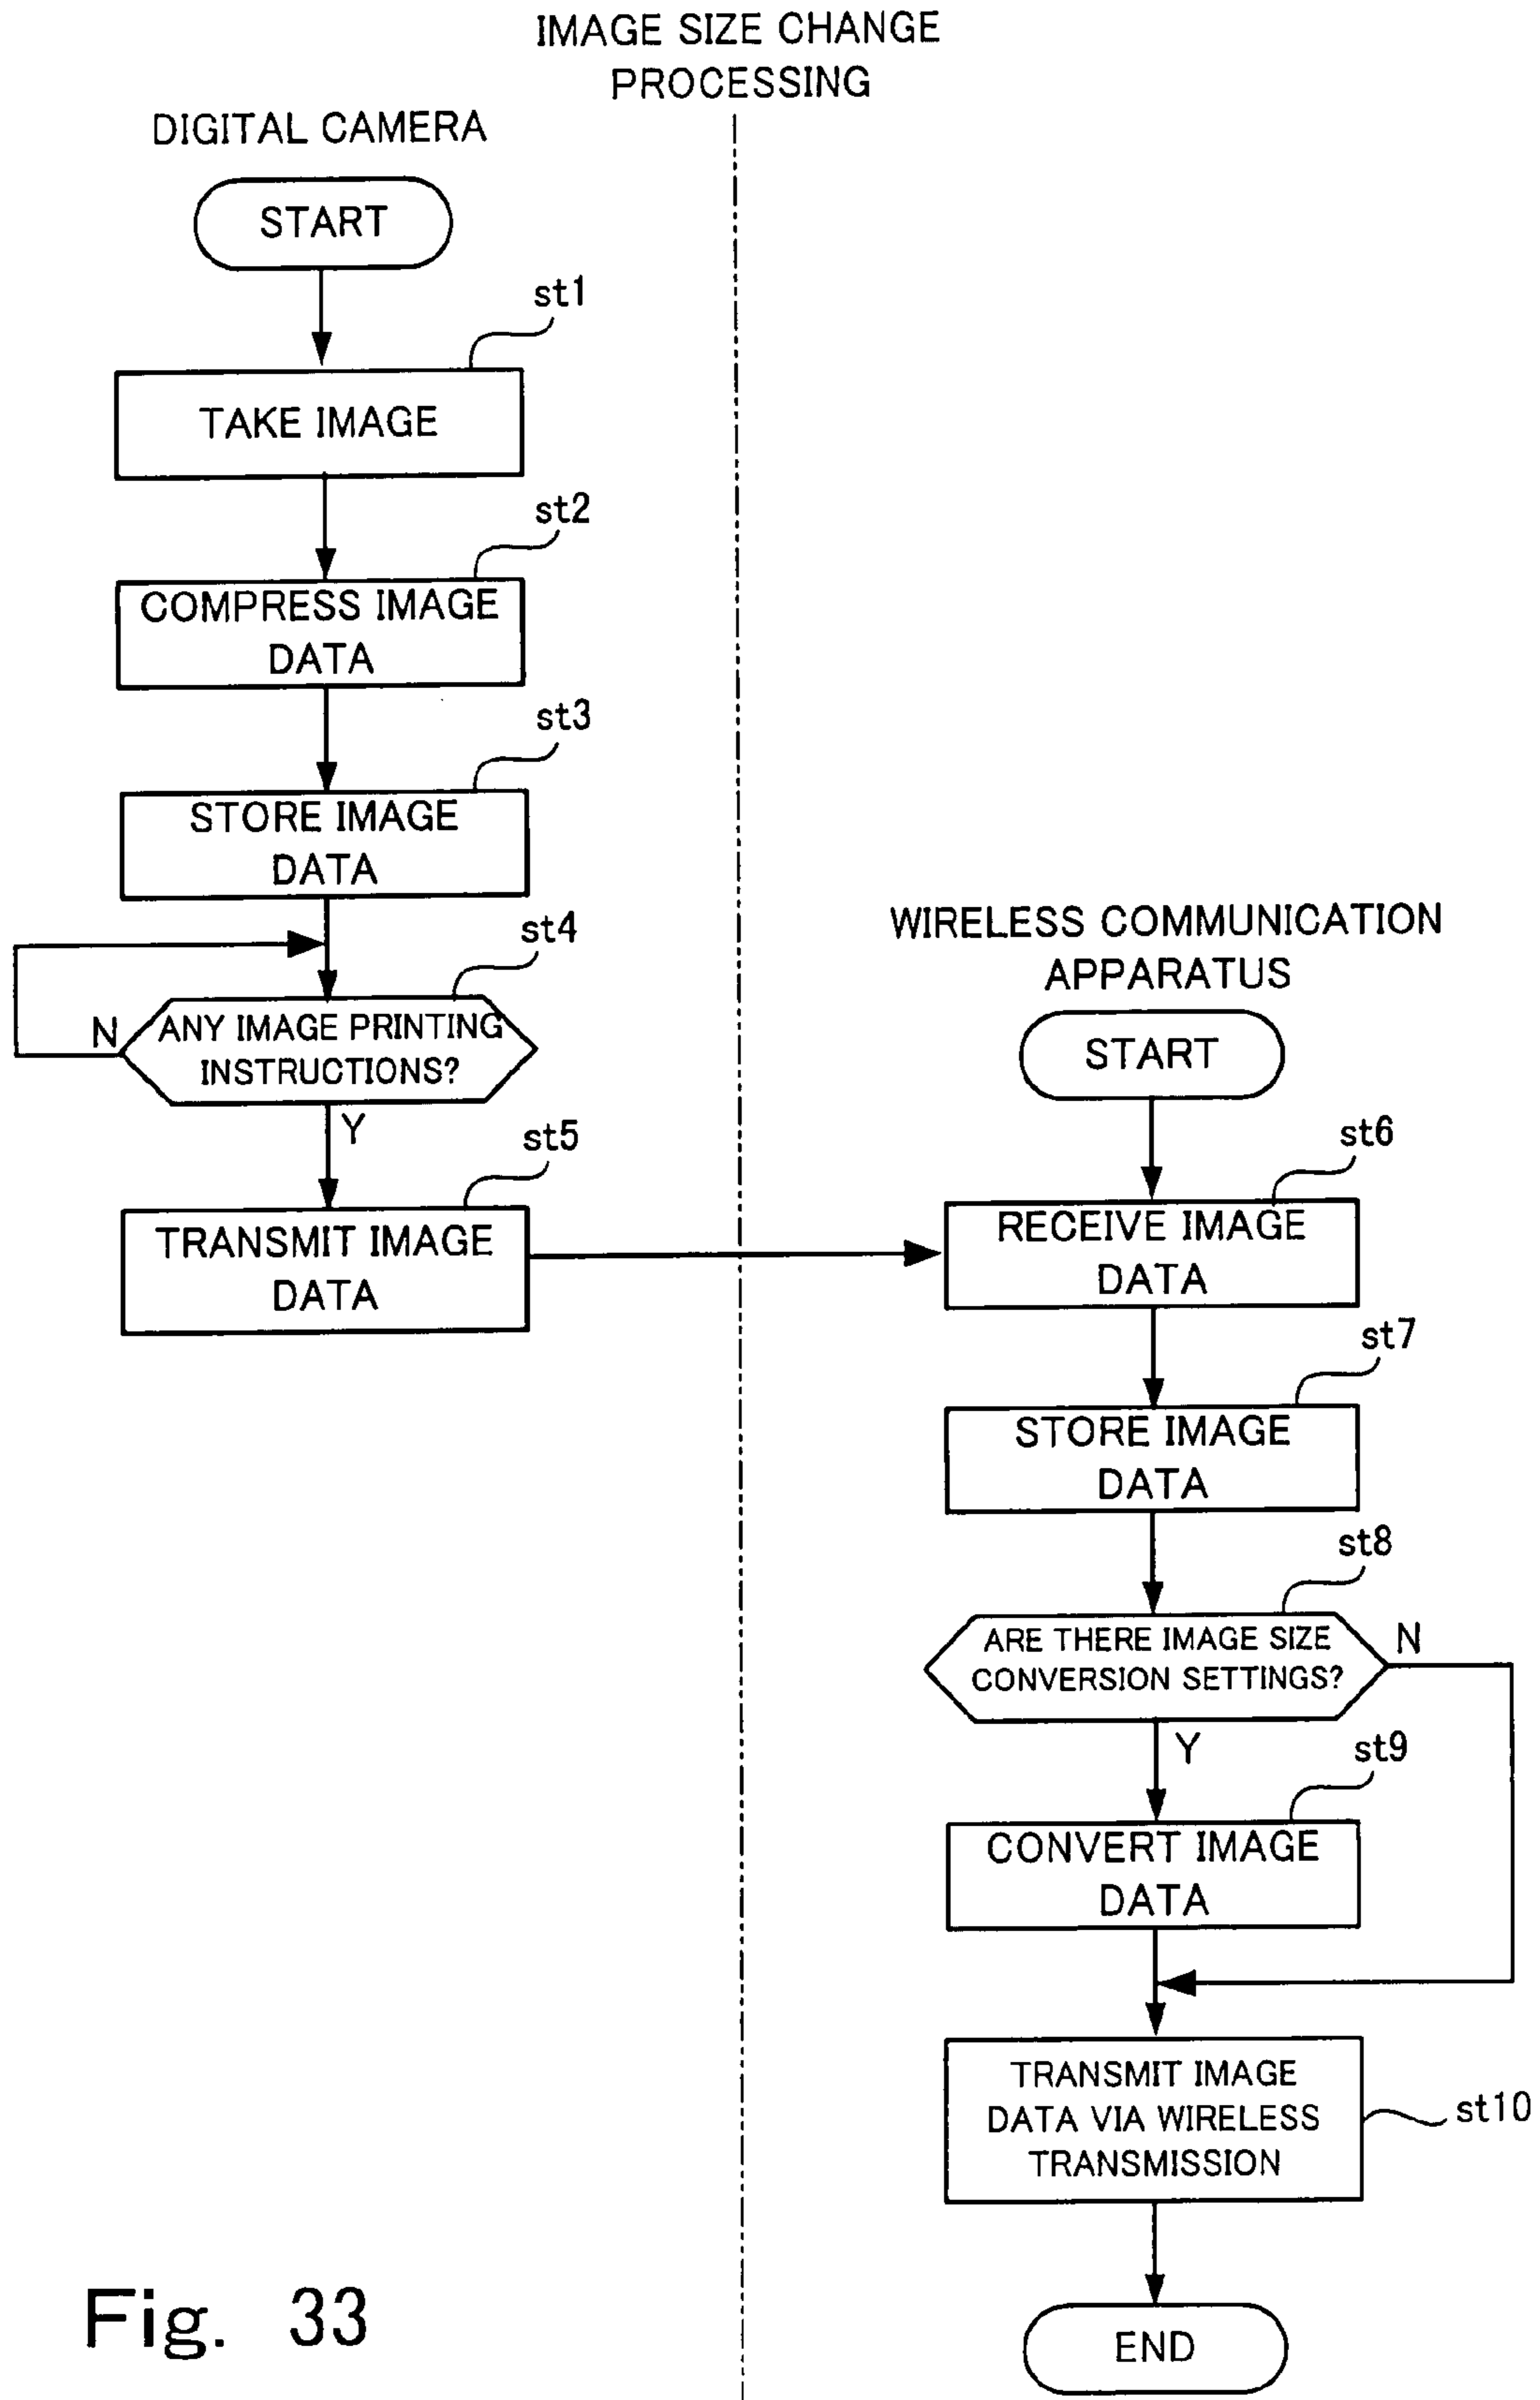 IMAGE SIZE CHANGE
PROCESSING
DIGITAL CAMERA
START
st1
TAKE IMAGE
st2
COMPRESS IMAGE
DATA
st3
STORE IMAGE
DATA
st4
N
ANY IMAGE PRINTING
INSTRUCTIONS?
Y
st5
TRANSMIT IMAGE
DATA
WIRELESS COMMUNICATION
APPARATUS
START
st6
RECEIVE IMAGE
DATA
st7
STORE IMAGE
DATA
st8
ARE THERE IMAGE SIZE
CONVERSION SETTINGS?
N
Y
st9
CONVERT IMAGE
DATA
TRANSMIT IMAGE
DATA VIA WIRELESS
TRANSMISSION
st10
END
Fig. 33